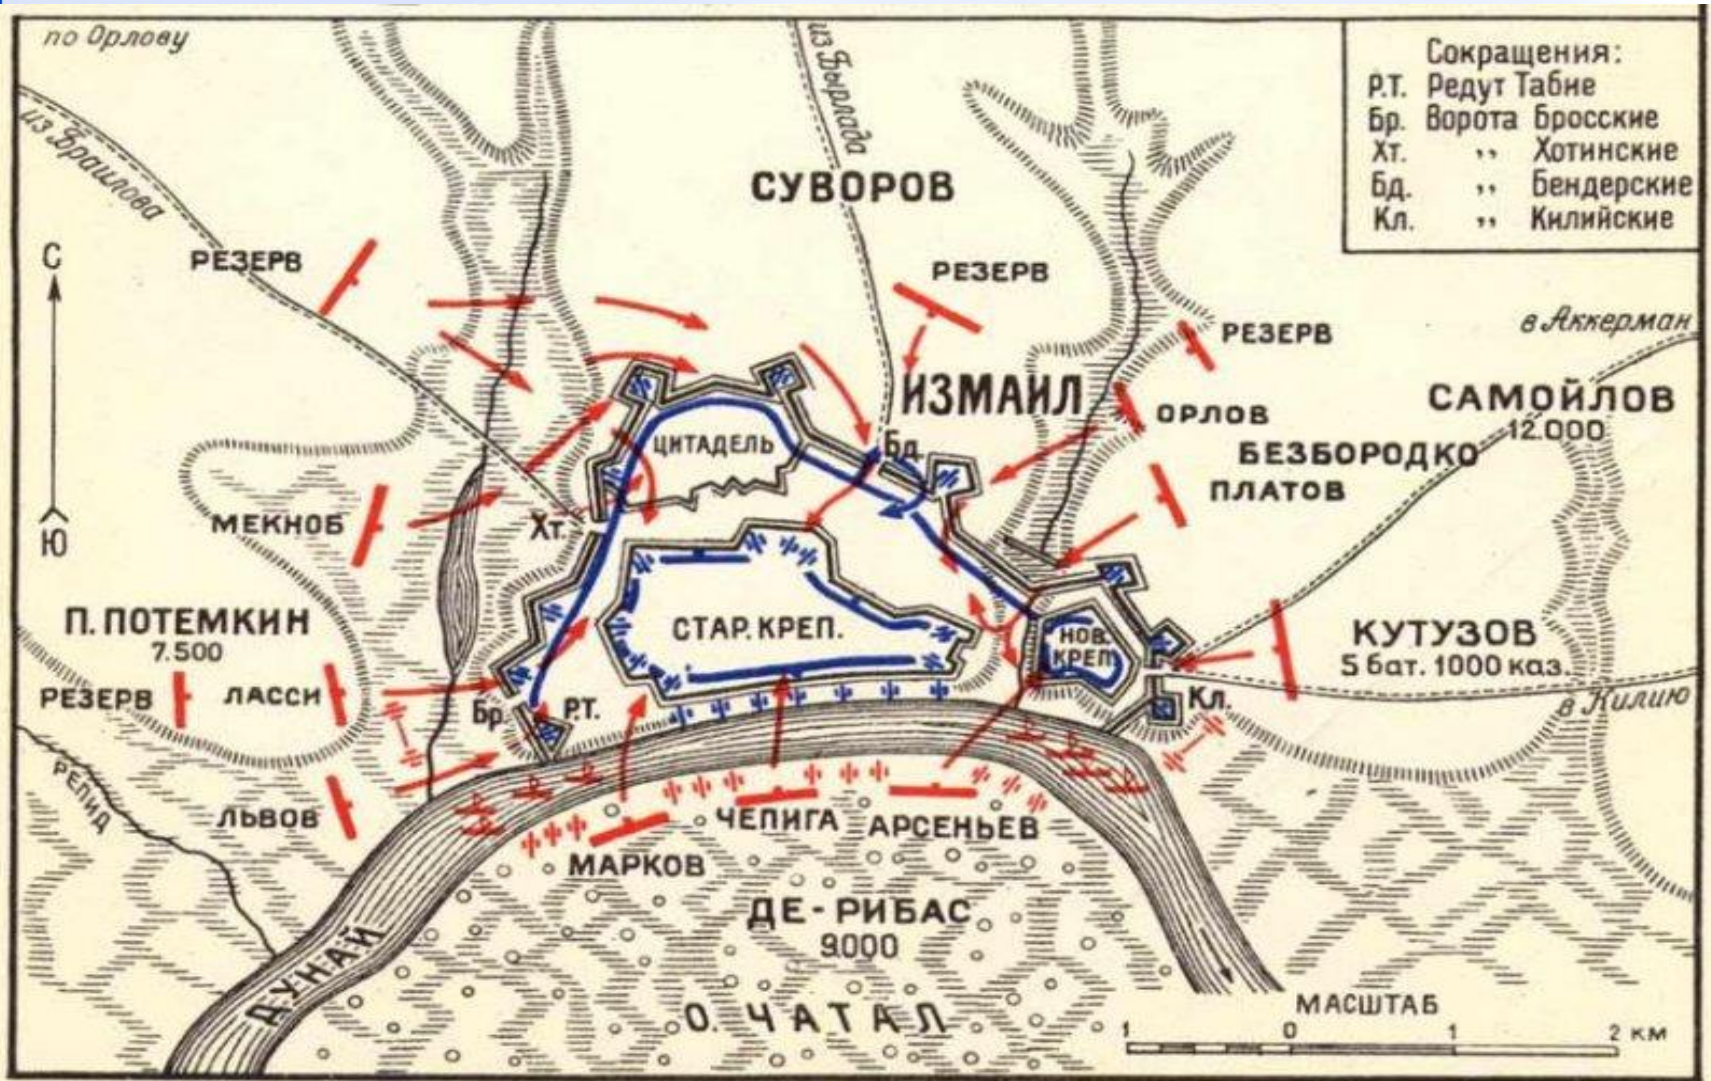 по Орлову
Сокращения:
Р.Т. Редут Табие
Бр. Ворота Бросские
Хт. ,, Хотинские
Бд. ,, Бендерские
Кл. ,, Килийские
из Браилова
из Бырлада
СУВОРОВ
С
Ю
РЕЗЕРВ
РЕЗЕРВ
РЕЗЕРВ
в Аккерман
ИЗМАИЛ
ОРЛОВ
САМОЙЛОВ
12.000
БЕЗБОРОДКО
ПЛАТОВ
ЦИТАДЕЛЬ
Бд.
МЕКНОБ
Хт.
П. ПОТЕМКИН
7.500
СТАР. КРЕП.
НОВ.
КРЕП.
КУТУЗОВ
5 бат. 1000 каз.
РЕЗЕРВ
ЛАССИ
Бр.
Р.Т.
Кл.
в Килию
РЕПИД
ЛЬВОВ
ЧЕПИГА
АРСЕНЬЕВ
МАРКОВ
ДЕ-РИБАС
9.000
ДУНАЙ
О. ЧАТАЛ
МАСШТАБ
1 0 1 2 КМ